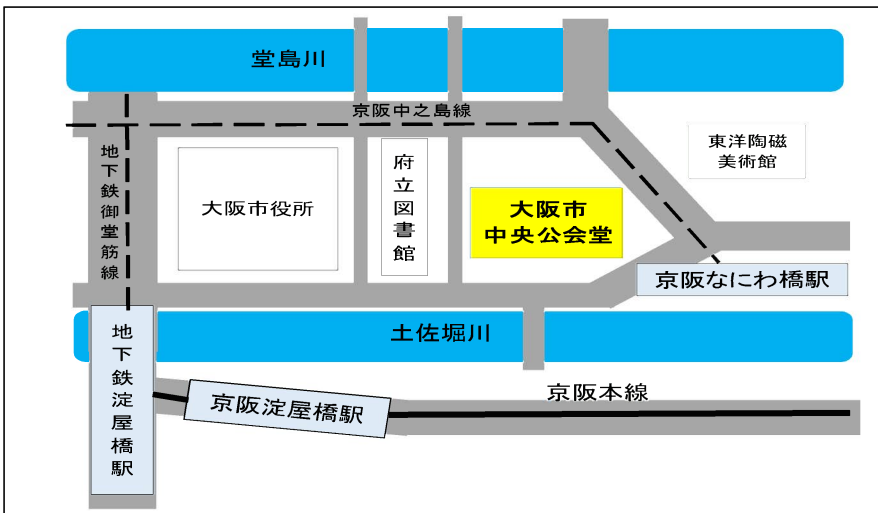 堂島川
京阪中之島線
地下鉄御堂筋線
大阪市役所
府立図書館
大阪市
中央公会堂
東洋陶磁
美術館
京阪なにわ橋駅
土佐堀川
地下鉄淀屋橋駅
京阪淀屋橋駅
京阪本線